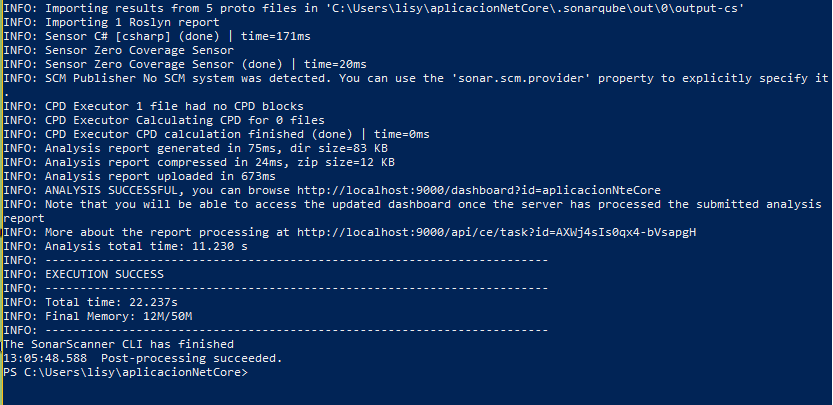 INFO: Importing results from 5 proto files in 'C:\Users\lisy\aplicacionNetCore\.sonarqube\out\0\output-cs'
INFO: Importing 1 Roslyn report
INFO: Sensor C# [csharp] (done) | time=171ms
INFO: Sensor Zero Coverage Sensor
INFO: Sensor Zero Coverage Sensor (done) | time=20ms
INFO: SCM Publisher No SCM system was detected. You can use the 'sonar.scm.provider' property to explicitly specify it
.
INFO: CPD Executor 1 file had no CPD blocks
INFO: CPD Executor Calculating CPD for 0 files
INFO: CPD Executor CPD calculation finished (done) | time=0ms
INFO: Analysis report generated in 75ms, dir size=83 KB
INFO: Analysis report compressed in 24ms, zip size=12 KB
INFO: Analysis report uploaded in 673ms
INFO: ANALYSIS SUCCESSFUL, you can browse http://localhost:9000/dashboard?id=aplicacionNteCore
INFO: Note that you will be able to access the updated dashboard once the server has processed the submitted analysis
report
INFO: More about the report processing at http://localhost:9000/api/ce/task?id=AXWj4sIs0qx4-bVsapgH
INFO: Analysis total time: 11.230 s
INFO: ------------------------------------------------------------------------
INFO: EXECUTION SUCCESS
INFO: ------------------------------------------------------------------------
INFO: Total time: 22.237s
INFO: Final Memory: 12M/50M
INFO: ------------------------------------------------------------------------
The SonarScanner CLI has finished
13:05:48.588  Post-processing succeeded.
PS C:\Users\lisy\aplicacionNetCore>